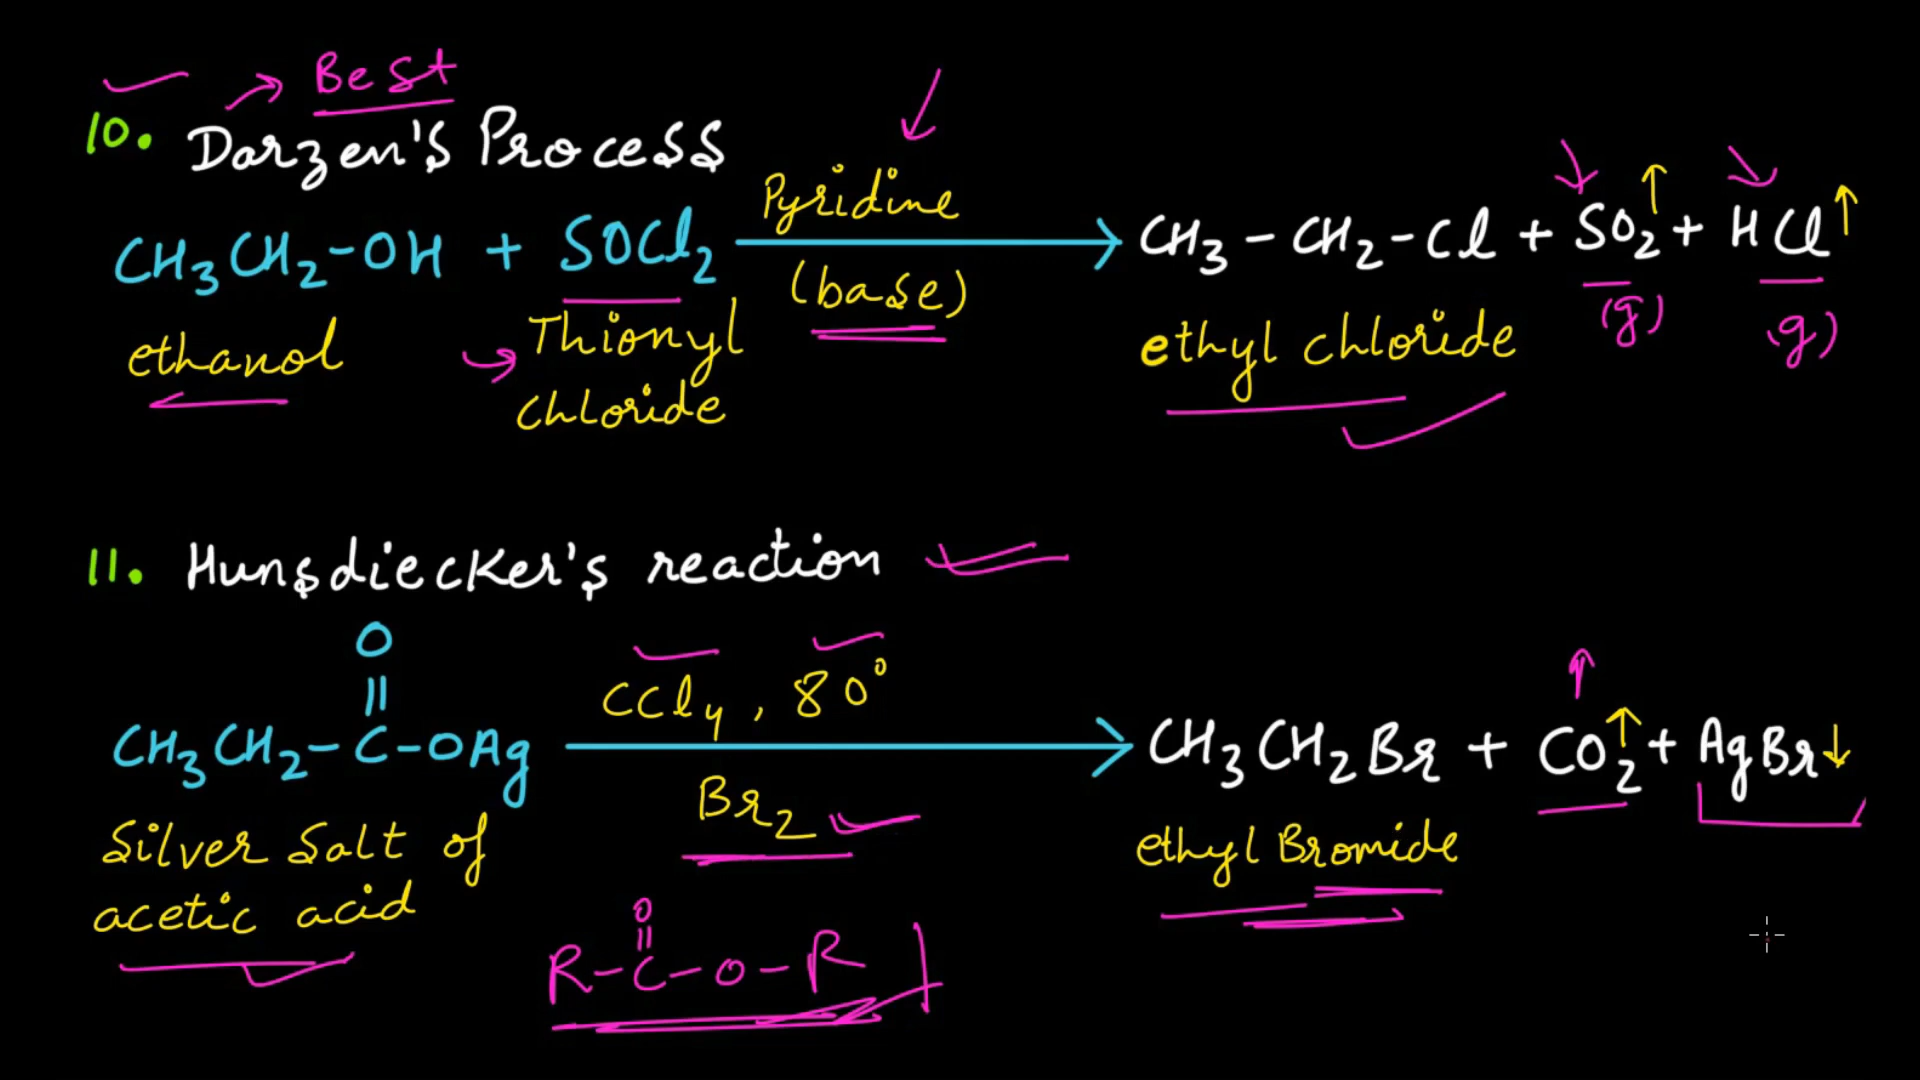 Best
10. Darzen's Process
CH₃CH₂-OH + SOCl₂ Pyridine (base) → CH₃-CH₂-Cl + SO₂↑ + HCl↑
ethanol Thionyl chloride ethyl chloride (g) (g)
11. Hunsdiecker's reaction
O
||
CH₃CH₂-C-OAg CCl₄, 80° Br₂ → CH₃CH₂Br + CO₂↑ + AgBr↓
Silver Salt of
acetic acid
ethyl Bromide
O
||
R-C-O-R